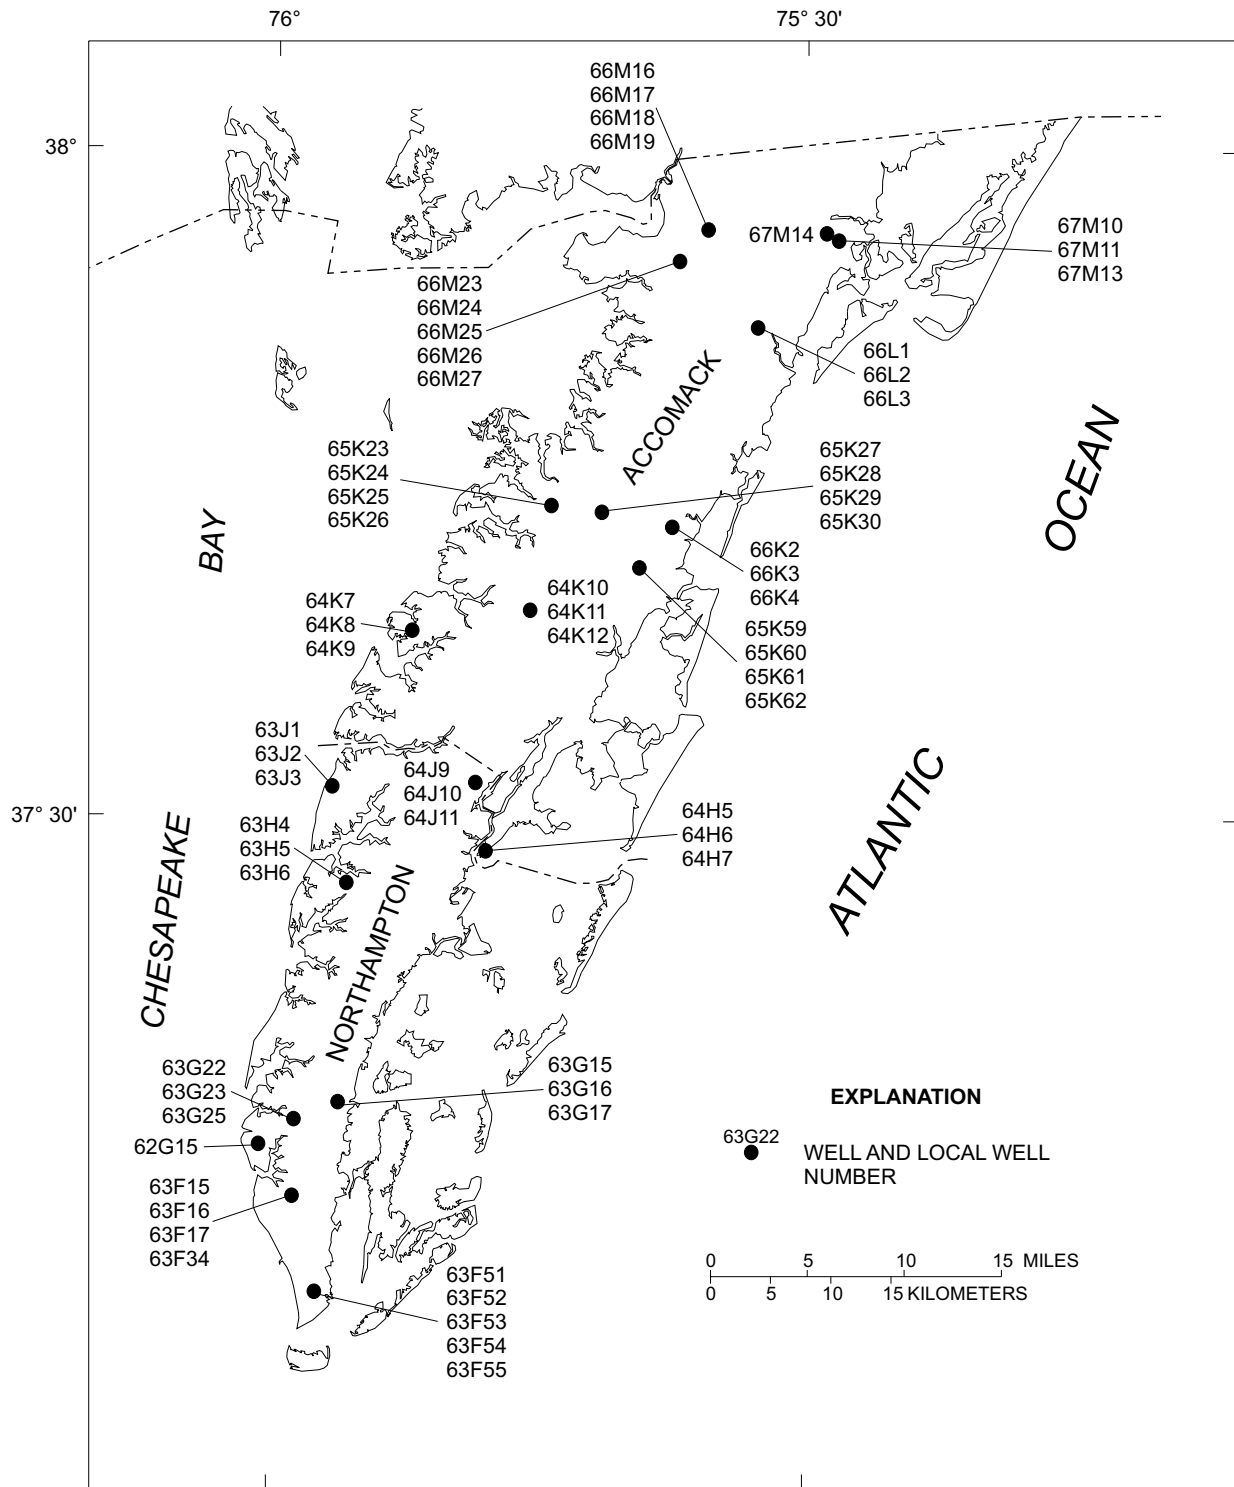 76°
75° 30'
38°
37° 30'
66M16
66M17
66M18
66M19
67M14
67M10
67M11
67M13
66M23
66M24
66M25
66M26
66M27
66L1
66L2
66L3
ACCOMACK
65K23
65K24
65K25
65K26
65K27
65K28
65K29
65K30
OCEAN
BAY
66K2
66K3
66K4
64K10
64K11
64K12
64K7
64K8
64K9
65K59
65K60
65K61
65K62
63J1
63J2
63J3
64J9
64J10
64J11
ATLANTIC
63H4
63H5
63H6
64H5
64H6
64H7
CHESAPEAKE
NORTHAMPTON
63G22
63G23
63G25
63G15
63G16
63G17
62G15
63F15
63F16
63F17
63F34
63F51
63F52
63F53
63F54
63F55
EXPLANATION
63G22
WELL AND LOCAL WELL
NUMBER
0 5 10 15 MILES
0 5 10 15 KILOMETERS